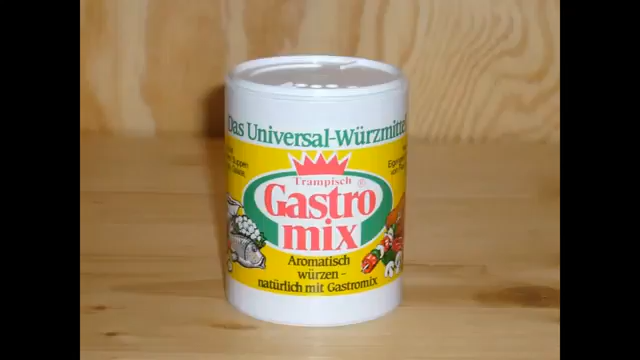 Das Universal-Würzmittel
Trampisch
Gastro®
mix
Aromatisch
würzen -
natürlich mit Gastromix